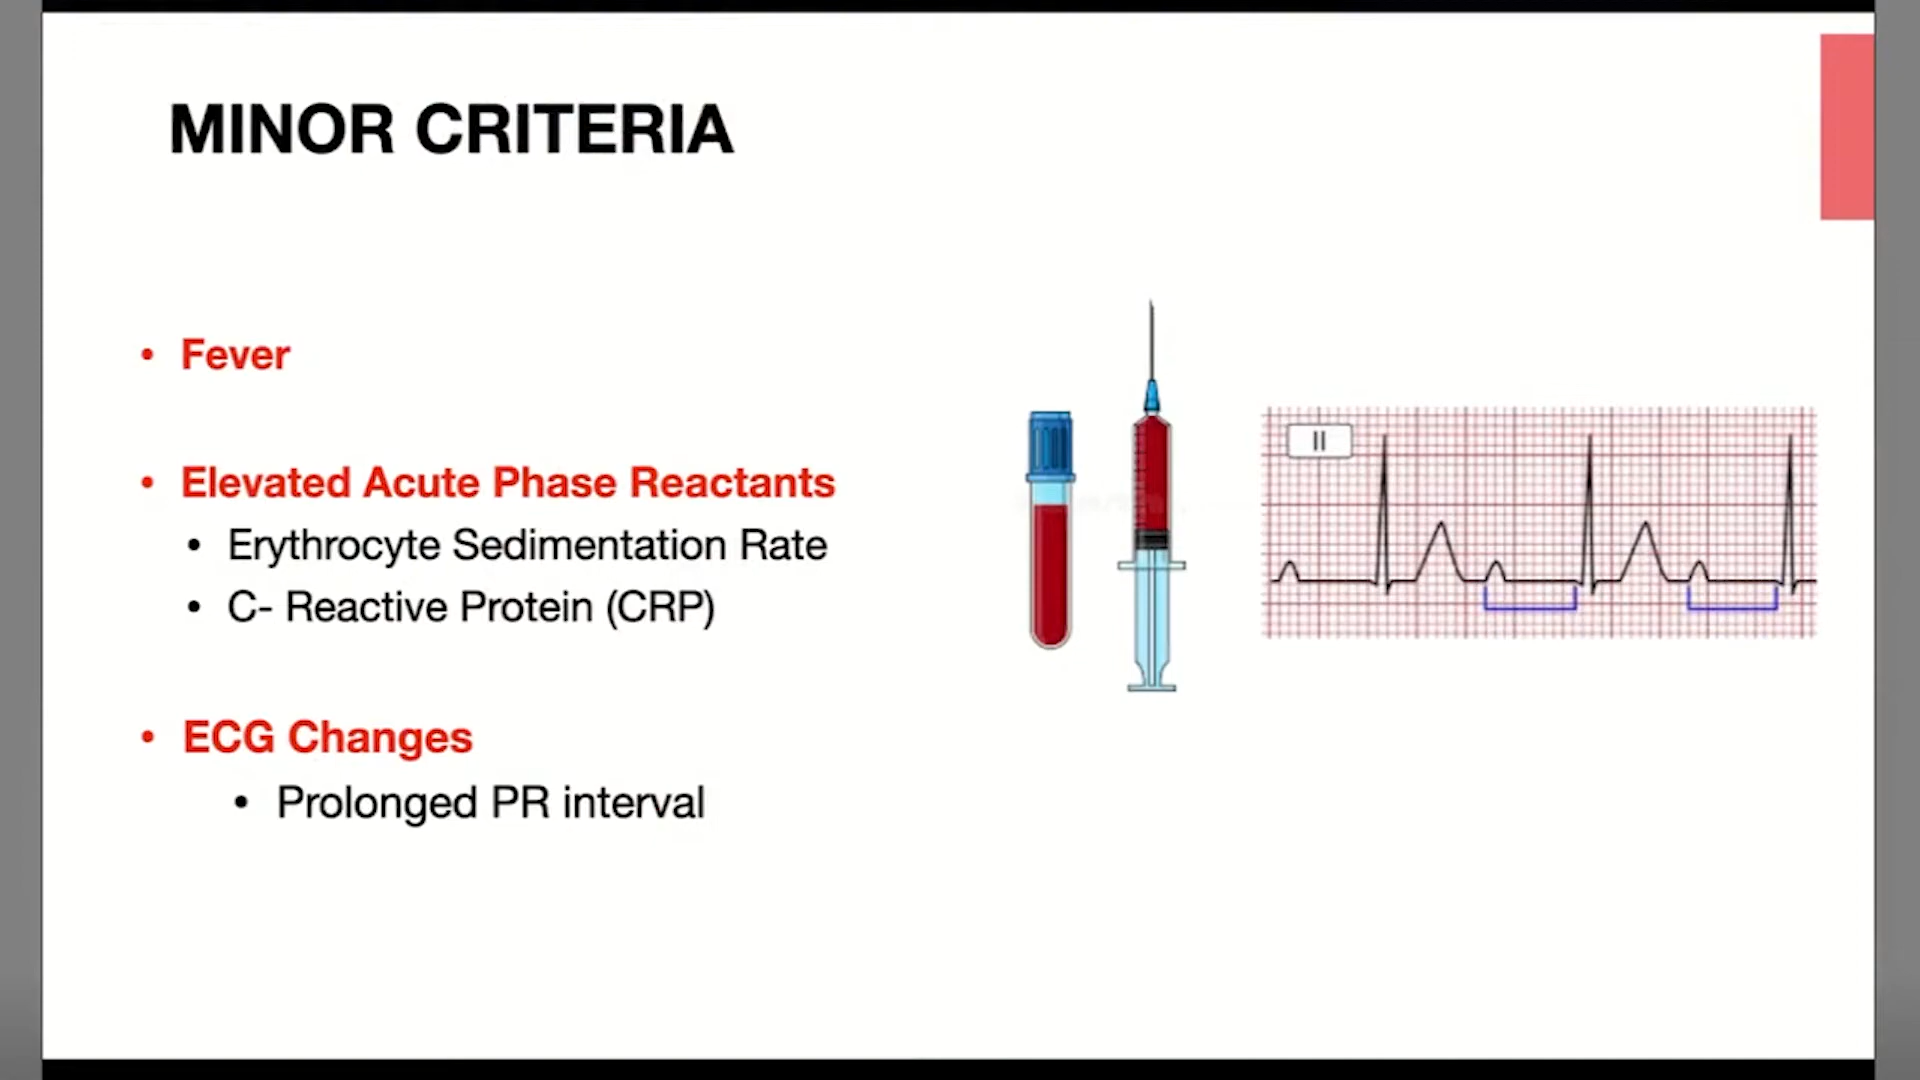 MINOR CRITERIA
• Fever
• Elevated Acute Phase Reactants
• Erythrocyte Sedimentation Rate
• C- Reactive Protein (CRP)
• ECG Changes
• Prolonged PR interval
II